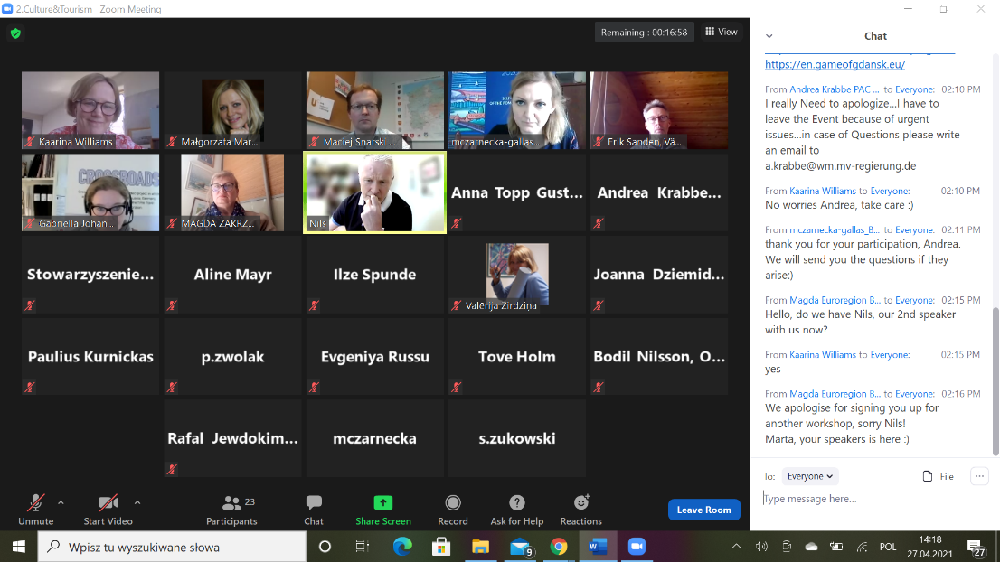 2.Culture&Tourism - Zoom Meeting
Remaining : 00:16:58
View
Kaarina Williams
Małgorzata Mar...
Maciej Snarski ...
mczarnecka-gallas...
Erik Sanden, Vä...
CROSSROADS
Gabriella Johan...
MAGDA ZAKRZ...
Nils
Anna Topp Gust...
Andrea Krabbe...
Stowarzyszenie...
Aline Mayr
Ilze Spunde
Valērija Zirdziņa
Joanna Dziemid...
Paulius Kurnickas
p.zwolak
Evgeniya Russu
Tove Holm
Bodil Nilsson, O...
Rafal Jewdokim...
mczarnecka
s.zukowski
Unmute
Start Video
23
Participants
Chat
Share Screen
Record
Ask for Help
Reactions
Leave Room
Chat
https://en.gameofgdansk.eu/
From Andrea Krabbe PAC ... to Everyone: 02:10 PM
I really Need to apologize...I have to
leave the Event because of urgent
issues...in case of Questions please write
an email to
a.krabbe@wm.mv-regierung.de
From Kaarina Williams to Everyone: 02:10 PM
No worries Andrea, take care :)
From mczarnecka-gallas_B... to Everyone: 02:11 PM
thank you for your participation, Andrea.
We will send you the questions if they
arise:)
From Magda Euroregion B... to Everyone: 02:15 PM
Hello, do we have Nils, our 2nd speaker
with us now?
From Kaarina Williams to Everyone: 02:15 PM
yes
From Magda Euroregion B... to Everyone: 02:16 PM
We apologise for signing you up for
another workshop, sorry Nils!
Marta, your speakers is here :)
To: Everyone
File
Type message here...
Wpisz tu wyszukiwane słowa
9
POL
14:18
27.04.2021
27